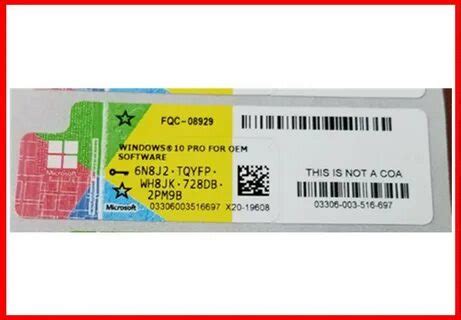 FQC-08929
WINDOWS®10 PRO FOR OEM
SOFTWARE
6N8J2-TQYFP-
WH8JK-728DB-
2PM9B
Microsoft
Microsoft
03306003516697 X20-19608
THIS IS NOT A COA
03306-003-516-697